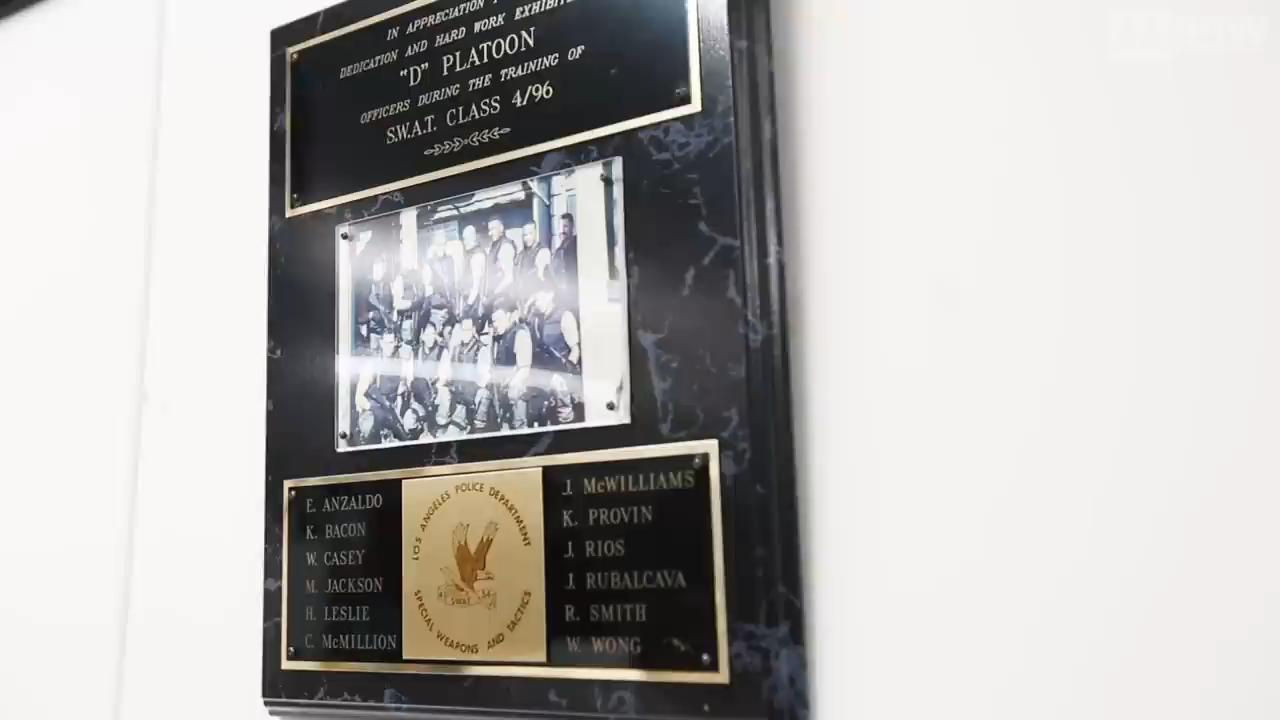 IN APPRECIATION
DEDICATION AND HARD WORK
"D" PLATOON
OFFICERS DURING THE TRAINING OF
S.W.A.T. CLASS 4/96
E. ANZALDO
K. BACON
W. CASEY
M. JACKSON
H. LESLIE
C. McMILLION
LOS ANGELES POLICE DEPARTMENT
SWAT
SPECIAL WEAPONS AND TACTICS
J. McWILLIAMS
K. PROVIN
J. RIOS
J. RUBALCAVA
R. SMITH
W. WONG